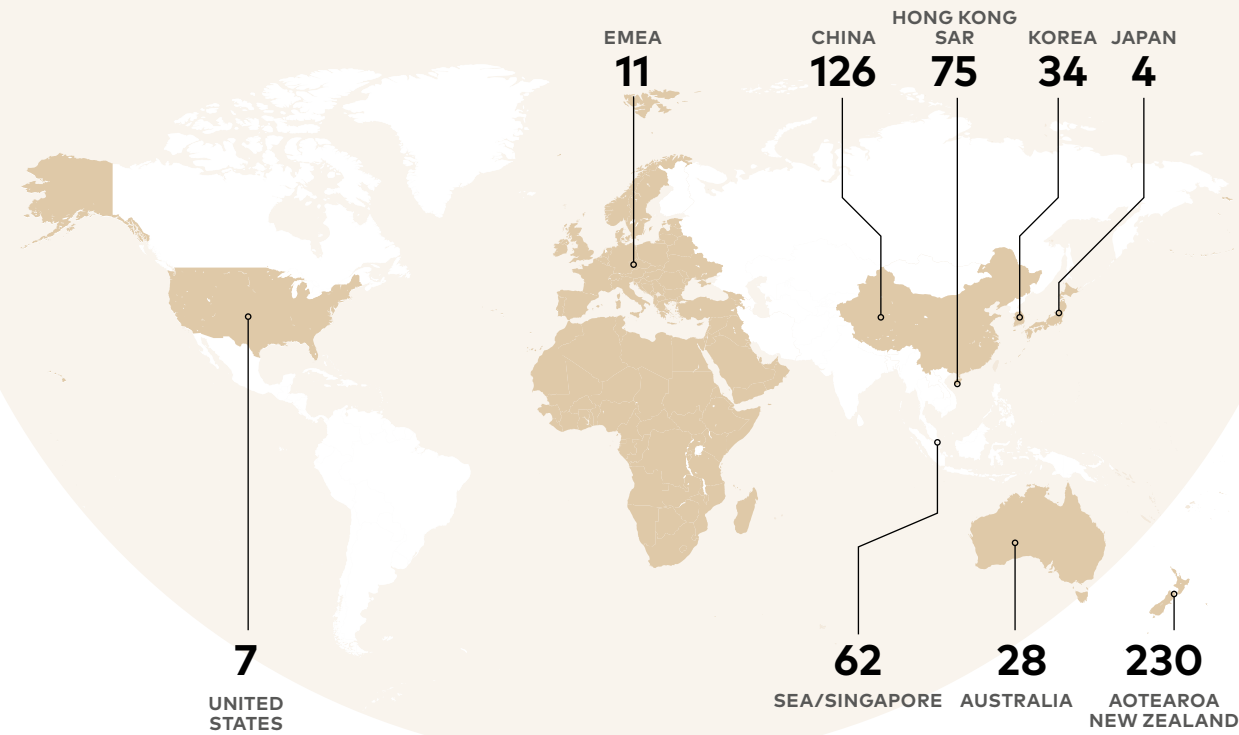 EMEA
11
CHINA
126
HONG KONG
SAR
75
KOREA
34
JAPAN
4
7
UNITED
STATES
62
SEA/SINGAPORE
28
AUSTRALIA
230
AOTEAROA
NEW ZEALAND